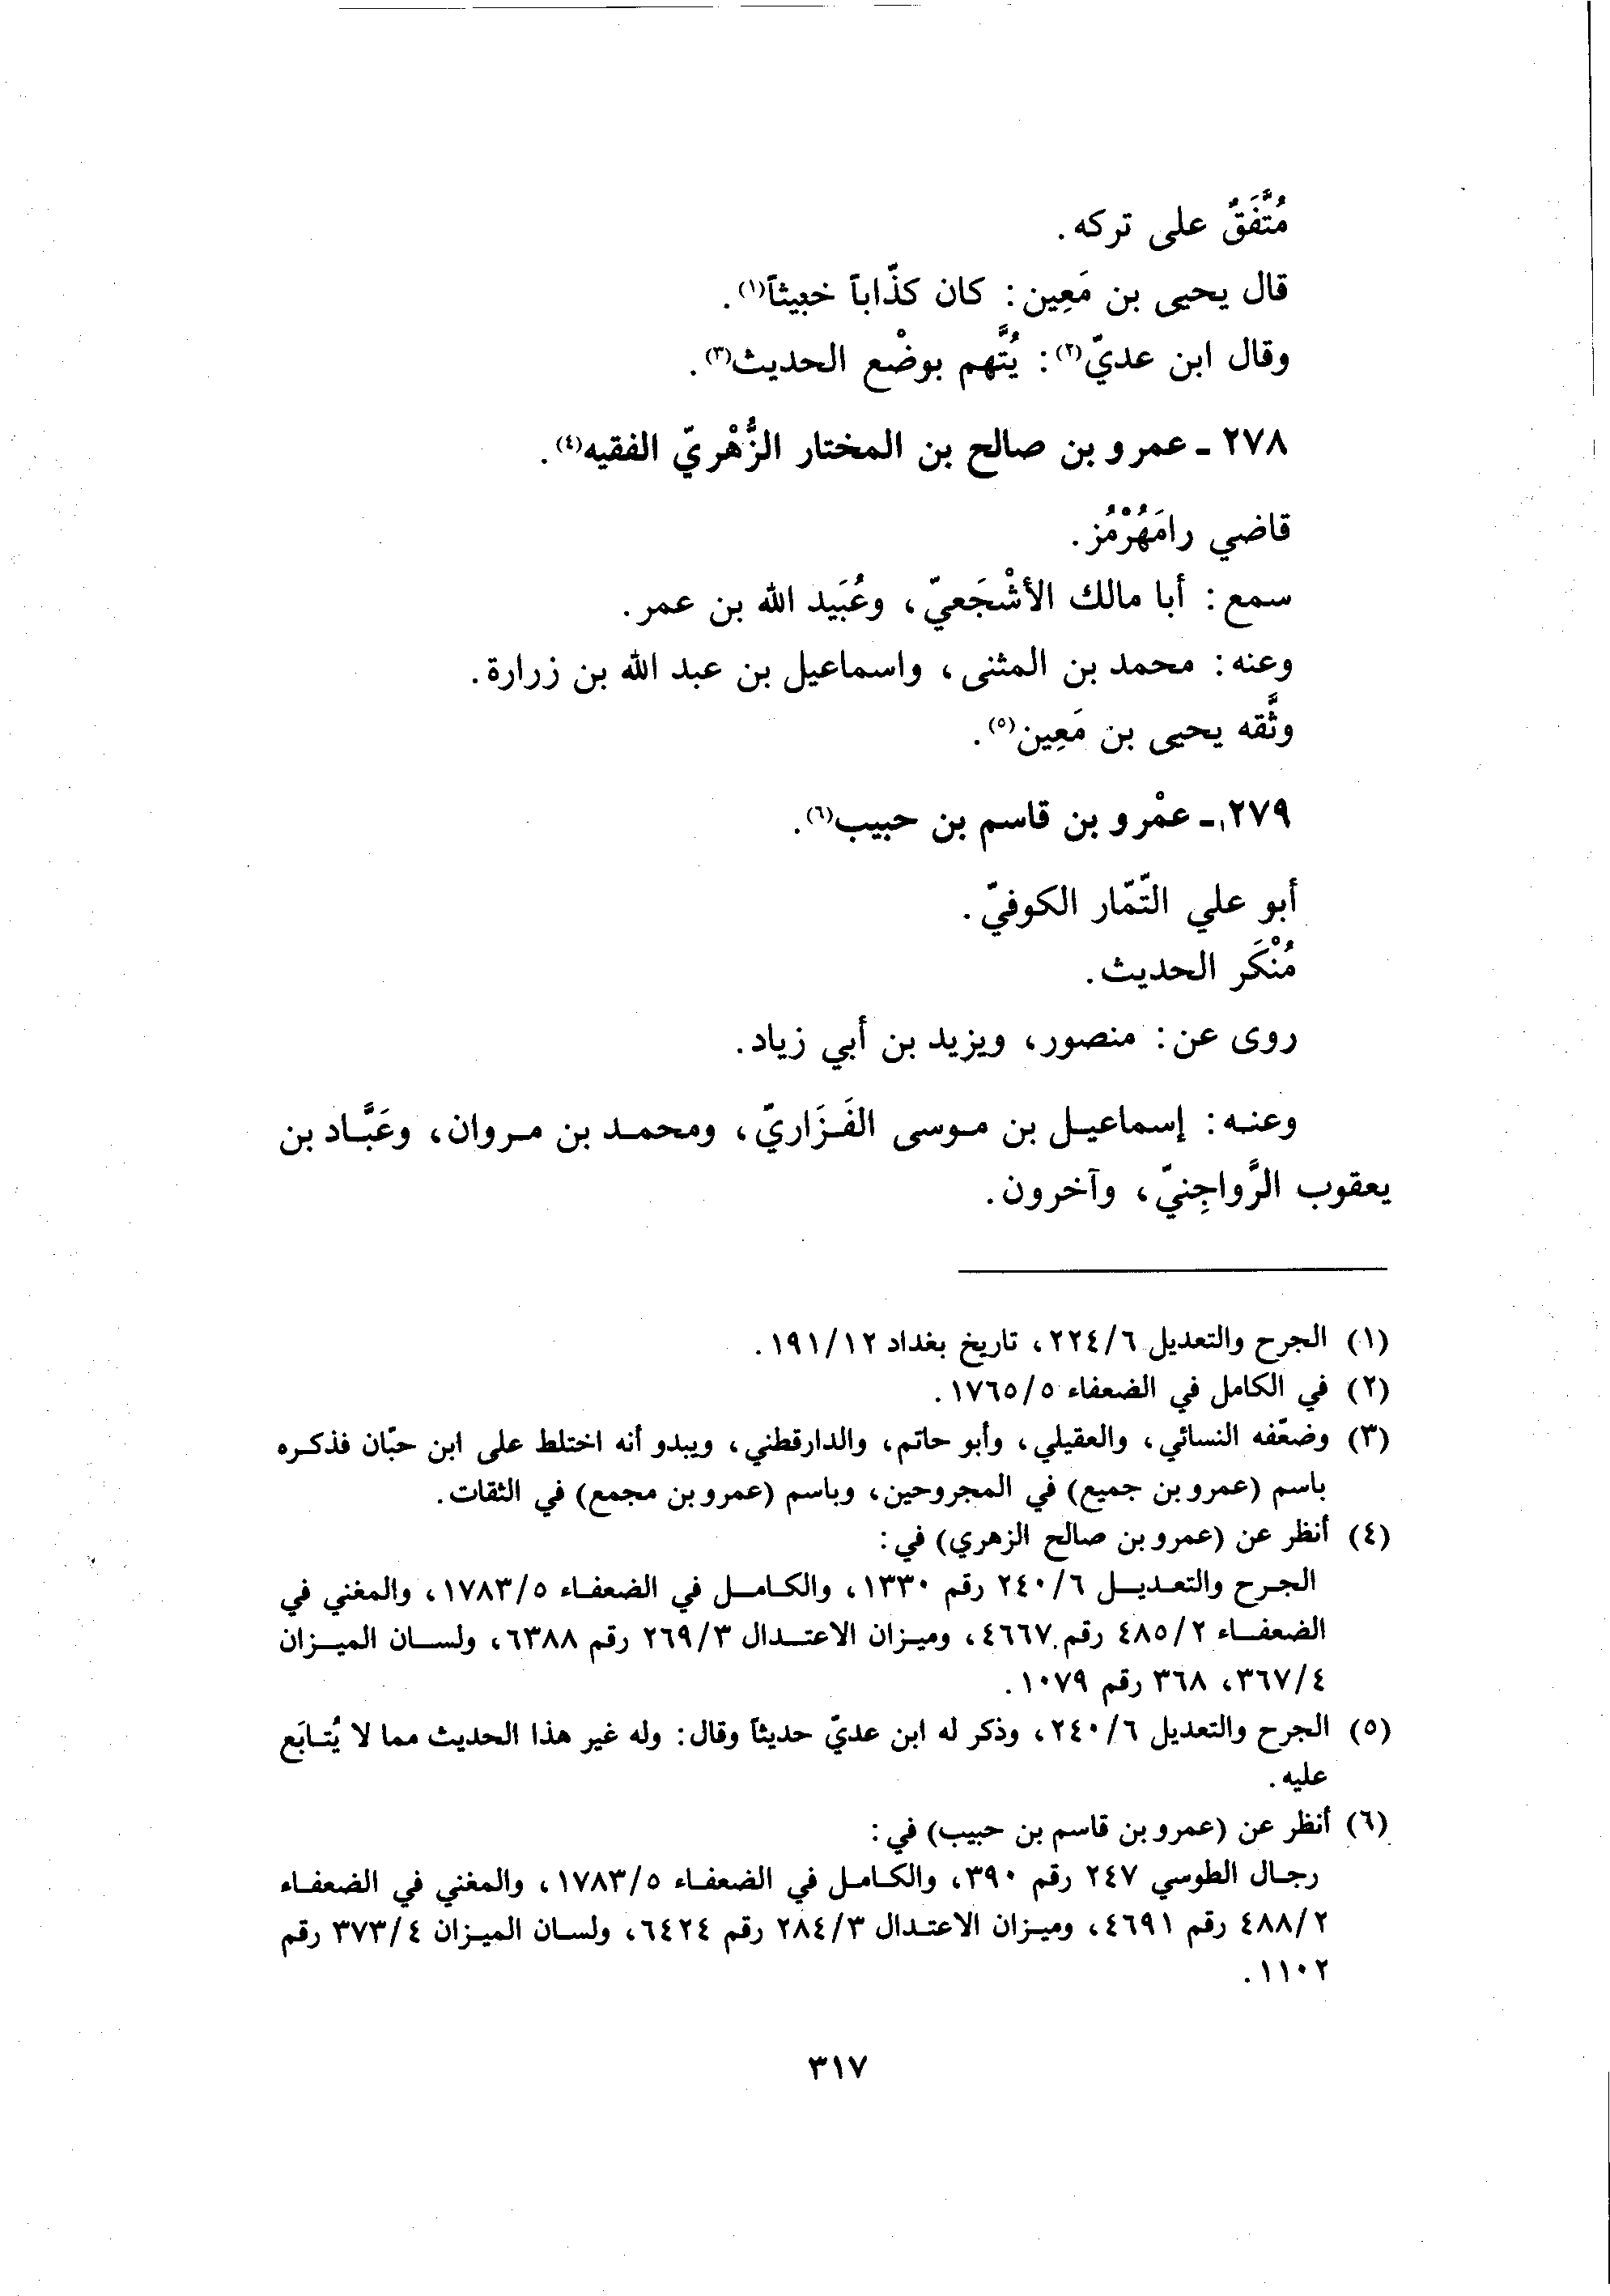 مُتَّفَقٌ على تركه.
قال يحيى بن مَعِين: كان كذّاباً خبيثاً(١).
وقال ابن عديّ(٢): يُتَّهم بوضْع الحديث(٣).
٢٧٨ ـ عمرو بن صالح بن المختار الزُّهْريّ الفقيه(٤).
قاضي رامَهُرْمُز.
سمع: أبا مالك الأشْجَعيّ، وعُبَيد الله بن عمر.
وعنه: محمد بن المثنى، واسماعيل بن عبد الله بن زرارة.
وثَّقه يحيى بن مَعِين(٥).
٢٧٩ ـ عمْرو بن قاسم بن حبيب(٦).
أبو علي التّمّار الكوفيّ.
مُنْكَر الحديث.
روى عن: منصور، ويزيد بن أبي زياد.
وعنه: إسماعيل بن موسى الفَزَاريّ، ومحمد بن مروان، وعَبَّاد بن
يعقوب الرَّواجِنيّ، وآخرون.
(١) الجرح والتعديل ٢٢٤/٦، تاريخ بغداد ١٩١/١٢.
(٢) في الكامل في الضعفاء ١٧٦٥/٥.
(٣) وضعّفه النسائي، والعقيلي، وأبو حاتم، والدارقطني، ويبدو أنه اختلط على ابن حبّان فذكره
باسم (عمرو بن جميع) في المجروحين، وباسم (عمرو بن مجمع) في الثقات.
(٤) أنظر عن (عمرو بن صالح الزهري) في:
الجرح والتعديل ٢٤٠/٦ رقم ١٣٣٠، والكامل في الضعفاء ١٧٨٣/٥، والمغني في
الضعفاء ٤٨٥/٢ رقم ٤٦٦٧، وميزان الاعتدال ٢٦٩/٣ رقم ٦٣٨٨، ولسان الميزان
٣٦٧/٤، ٣٦٨ رقم ١٠٧٩.
(٥) الجرح والتعديل ٢٤٠/٦، وذكر له ابن عديّ حديثاً وقال: وله غير هذا الحديث مما لا يُتابَع
عليه.
(٦) أنظر عن (عمرو بن قاسم بن حبيب) في:
رجال الطوسي ٢٤٧ رقم ٣٩٠، والكامل في الضعفاء ١٧٨٣/٥، والمغني في الضعفاء
٤٨٨/٢ رقم ٤٦٩١، وميزان الاعتدال ٢٨٤/٣ رقم ٦٤٢٤، ولسان الميزان ٣٧٣/٤ رقم
١١٠٢.
٣١٧